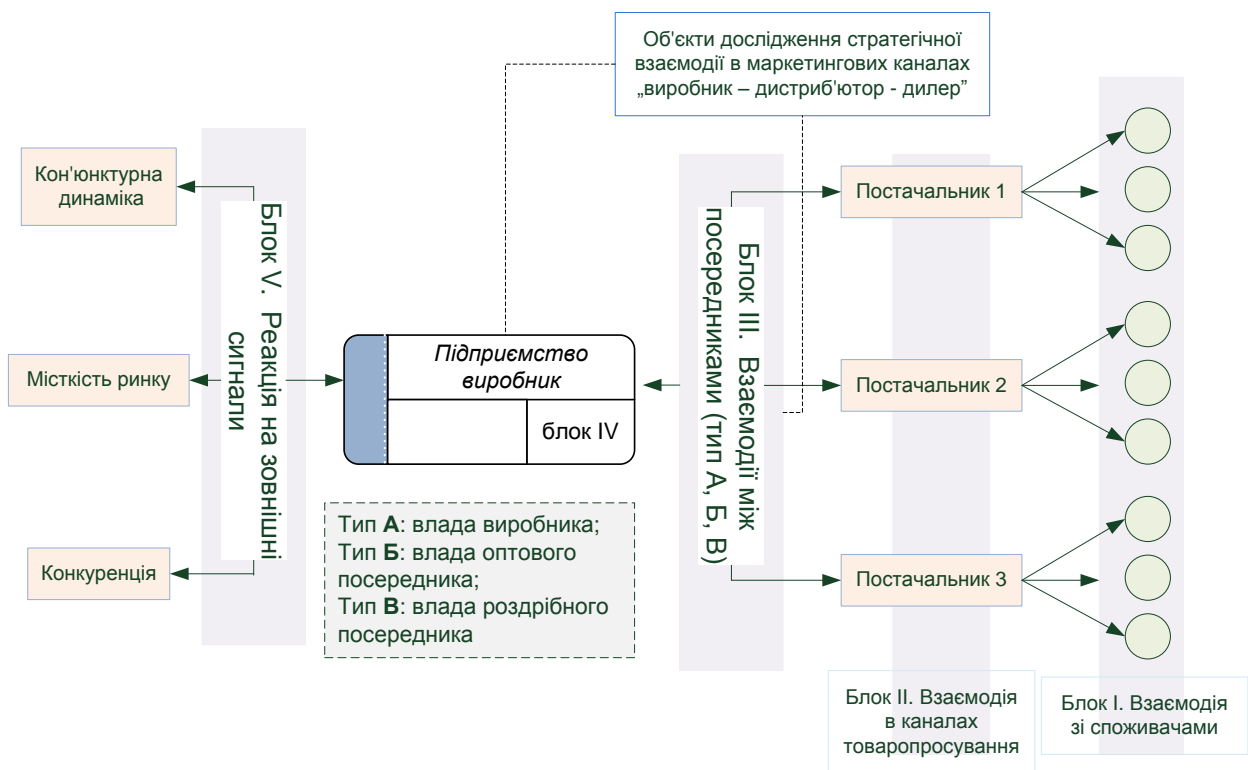 Об'єкти дослідження стратегічної
взаємодії в маркетингових каналах
„виробник – дистриб'ютор - дилер”
Кон'юнктурна
динаміка
Місткість ринку
Конкуренція
Блок V. Реакція на зовнішні
сигнали
Підприємство
виробник
блок IV
Тип А: влада виробника;
Тип Б: влада оптового
посередника;
Тип В: влада роздрібного
посередника
Блок III. Взаємодії між
посередниками (тип А, Б, В)
Постачальник 1
Постачальник 2
Постачальник 3
Блок II. Взаємодія
в каналах
товаропросування
Блок I. Взаємодія
зі споживачами